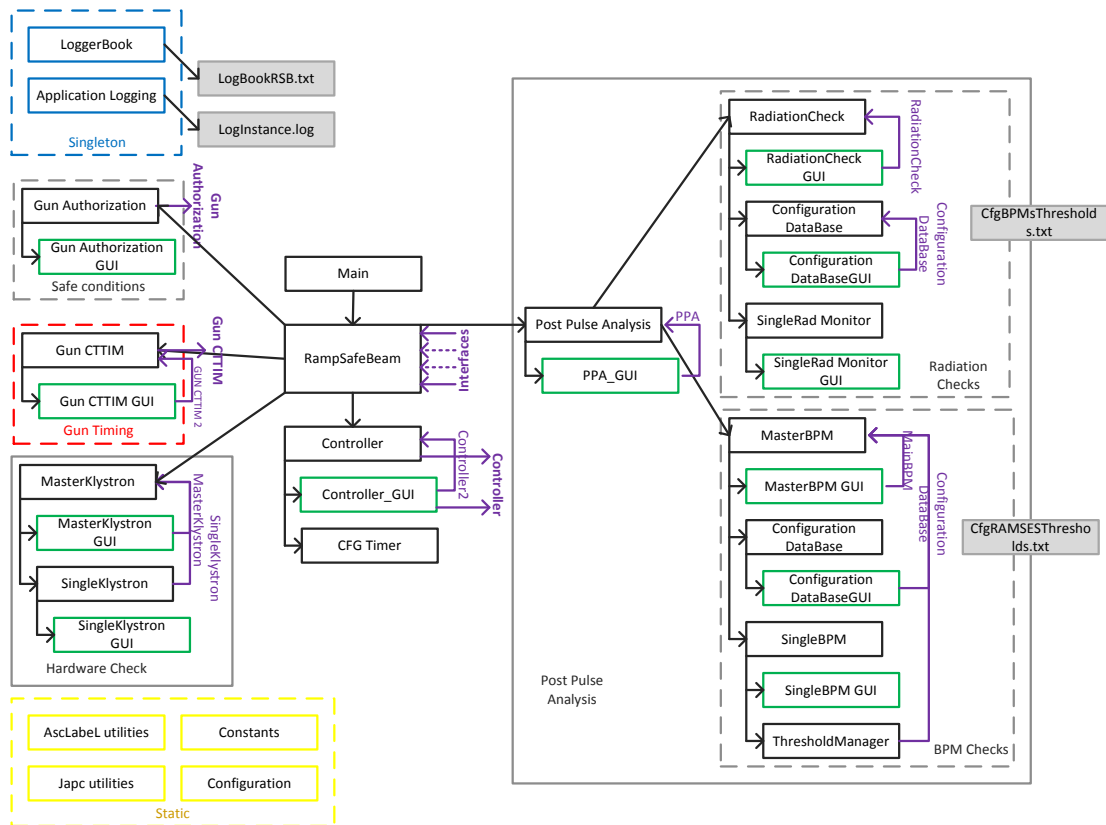 LoggerBook
LogBookRSB.txt
Application Logging
LogInstance.log
Singleton
Gun Authorization
Gun
Authorization
Gun Authorization
GUI
Safe conditions
Gun CTTIM
Gun CTTIM
GUN CTTIM 2
Gun CTTIM GUI
Gun Timing
MasterKlystron
MasterKlystron
GUI
SingleKlystron
SingleKlystron
GUI
MasterKlystron
SingleKlystron
Hardware Check
AscLabeL utilities
Constants
Japc utilities
Configuration
Static
Main
RampSafeBeam
Interfaces
Controller
Controller_GUI
CFG Timer
Controller2
Controller
Post Pulse Analysis
PPA
PPA_GUI
Post Pulse
Analysis
RadiationCheck
RadiationCheck
GUI
RadiationCheck
Configuration
DataBase
Configuration
DataBaseGUI
Configuration
DataBase
SingleRad Monitor
SingleRad Monitor
GUI
Radiation Checks
CfgBPMsThreshold
s.txt
MasterBPM
MasterBPM GUI
MainBPM
Configuration
DataBase
Configuration
DataBaseGUI
Configuration
DataBase
SingleBPM
SingleBPM GUI
ThresholdManager
BPM Checks
CfgRAMSESThresho
lds.txt